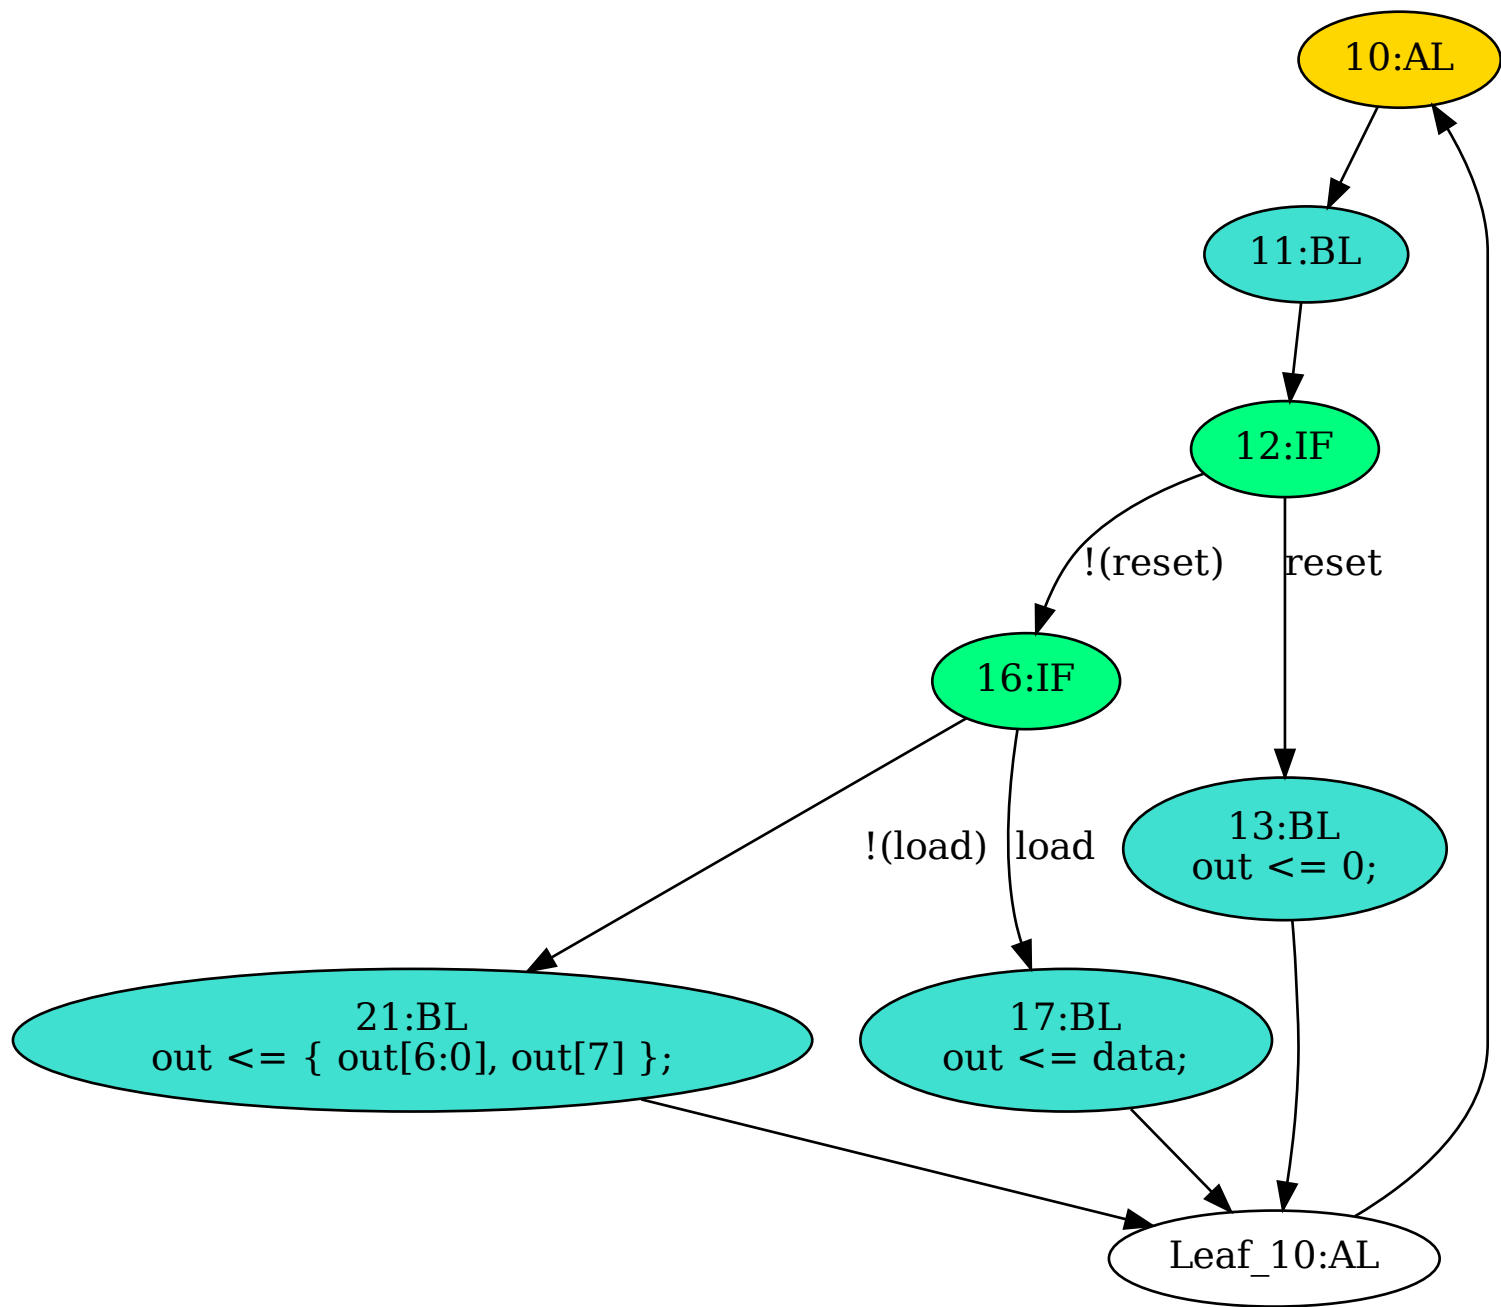 10:AL
11:BL
12:IF
!(reset)
reset
16:IF
!(load)
load
13:BL
out <= 0;
21:BL
out <= { out[6:0], out[7] };
17:BL
out <= data;
Leaf_10:AL